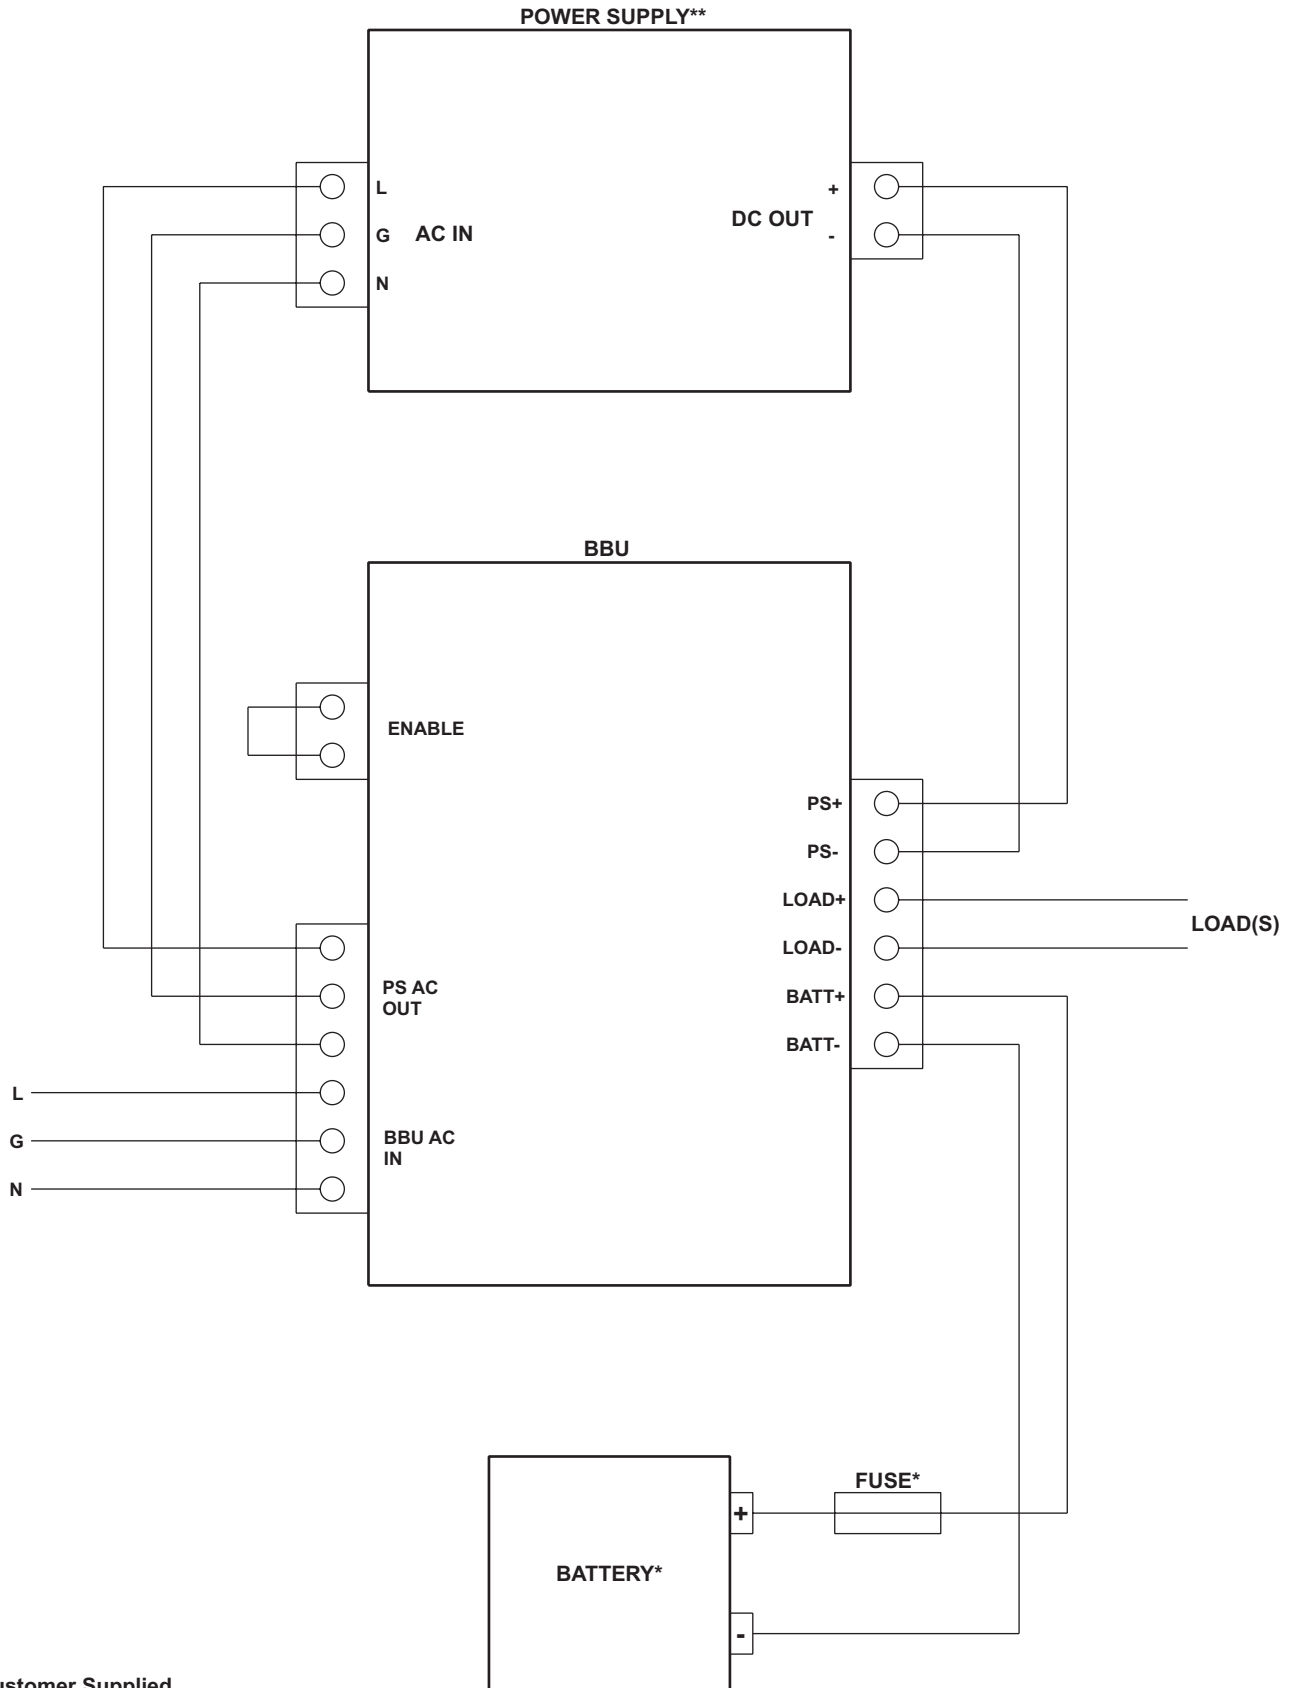 POWER SUPPLY**
L
G AC IN
N
+
DC OUT
-
BBU
ENABLE
PS+
PS-
LOAD+
LOAD-
LOAD(S)
BATT+
BATT-
PS AC
OUT
L
G
N
BBU AC
IN
FUSE*
+
BATTERY*
-
Supplied